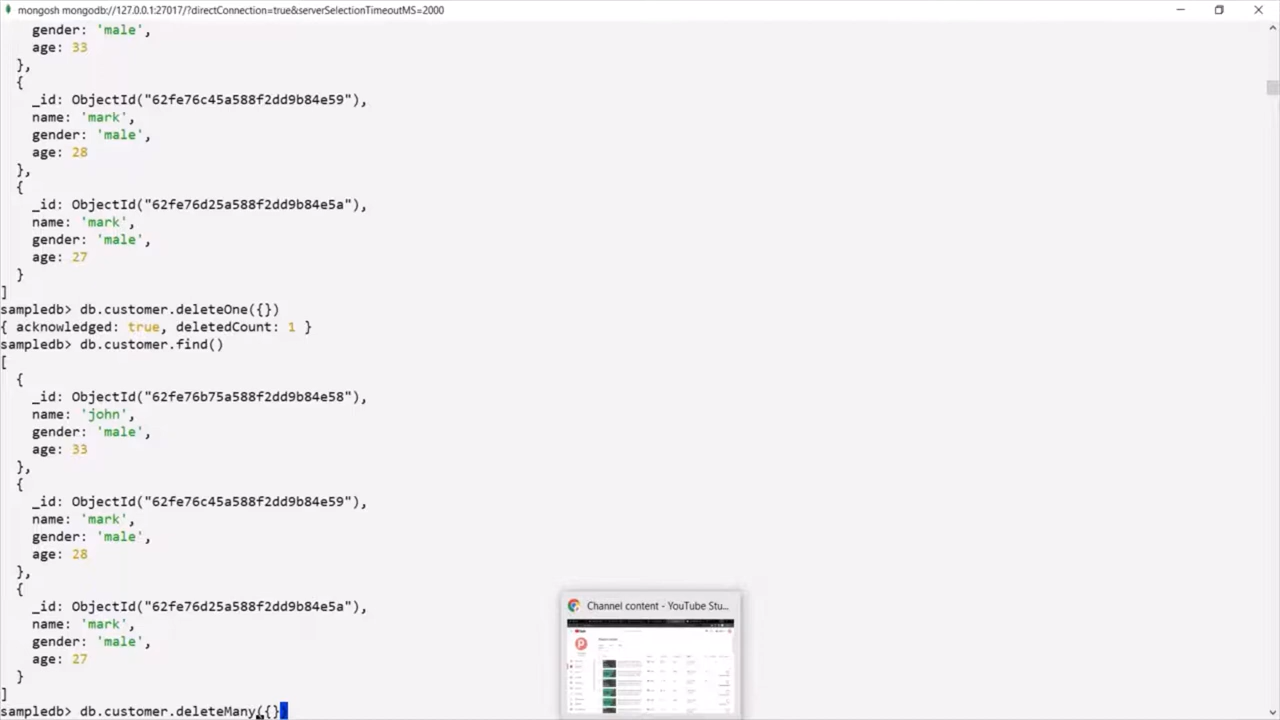 mongosh mongodb://127.0.0.1:27017/?directConnection=true&serverSelectionTimeoutMS=2000
gender: 'male',
age: 33
},
{
_id: ObjectId("62fe76c45a588f2dd9b84e59"),
name: 'mark',
gender: 'male',
age: 28
},
{
_id: ObjectId("62fe76d25a588f2dd9b84e5a"),
name: 'mark',
gender: 'male',
age: 27
}
]
sampledb> db.customer.deleteOne({})
{ acknowledged: true, deletedCount: 1 }
sampledb> db.customer.find()
[
{
_id: ObjectId("62fe76b75a588f2dd9b84e58"),
name: 'john',
gender: 'male',
age: 33
},
{
_id: ObjectId("62fe76c45a588f2dd9b84e59"),
name: 'mark',
gender: 'male',
age: 28
},
{
_id: ObjectId("62fe76d25a588f2dd9b84e5a"),
name: 'mark',
gender: 'male',
age: 27
}
]
sampledb> db.customer.deleteMany({}
Channel content - YouTube Stu...